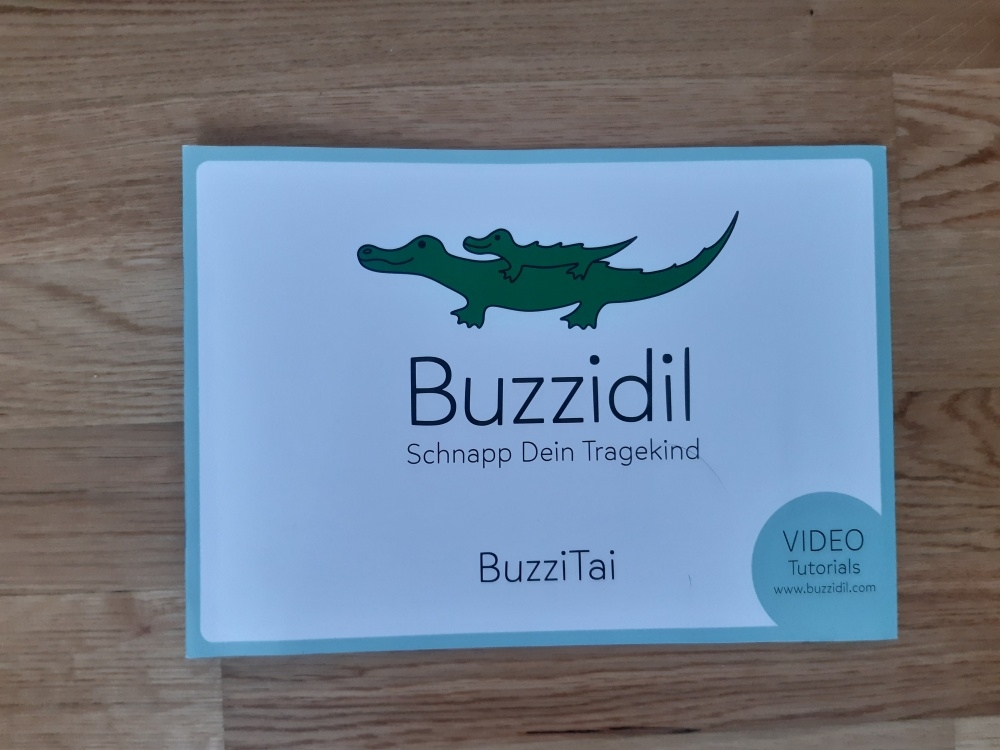 Buzzidil
Schnapp Dein Tragekind
BuzziTai
VIDEO
Tutorials
www.buzzidil.com